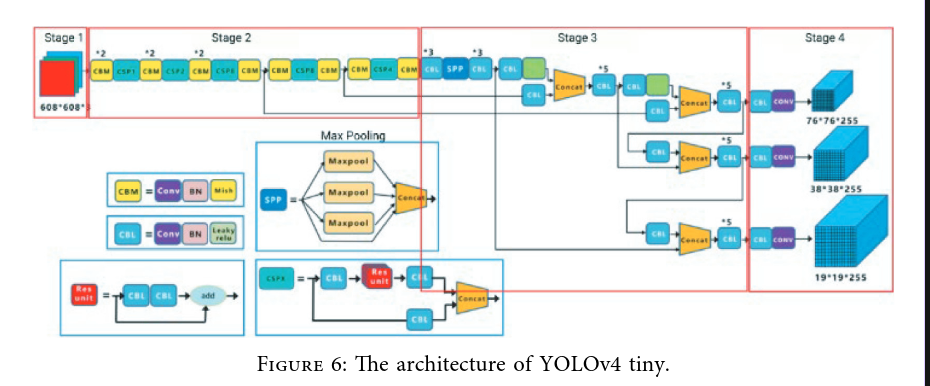 Stage 1
Stage 2
Stage 3
Stage 4
*2
*2
*2
*3
*3
CBM
CSP1
CBM
CSP2
CBM
CSP8
CBM
CBM
CSP8
CBM
CBM
CSP4
CBM
CBL
SPP
CBL
CBL
Concat
*5
CBL
CBL
CBL
Concat
*5
CBL
CBL
CBL
CONV
76*76*255
608*608*3
CBL
Concat
*5
CBL
CBL
CONV
38*38*255
CBL
Concat
*5
CBL
CBL
CONV
19*19*255
Max Pooling
SPP
=
Maxpool
Maxpool
Maxpool
Concat
CBM = Conv BN Mish
CBL = Conv BN Leaky
relu
Res
unit
=
CBL
CBL
add
CSPX
=
CBL
Res
unit
CBL
CBL
Concat
FIGURE 6: The architecture of YOLOv4 tiny.